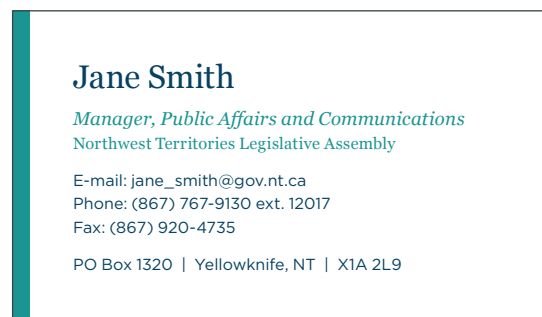 Jane Smith
Manager, Public Affairs and Communications
Northwest Territories Legislative Assembly
E-mail: jane_smith@gov.nt.ca
Phone: (867) 767-9130 ext. 12017
Fax: (867) 920-4735
PO Box 1320 | Yellowknife, NT | X1A 2L9